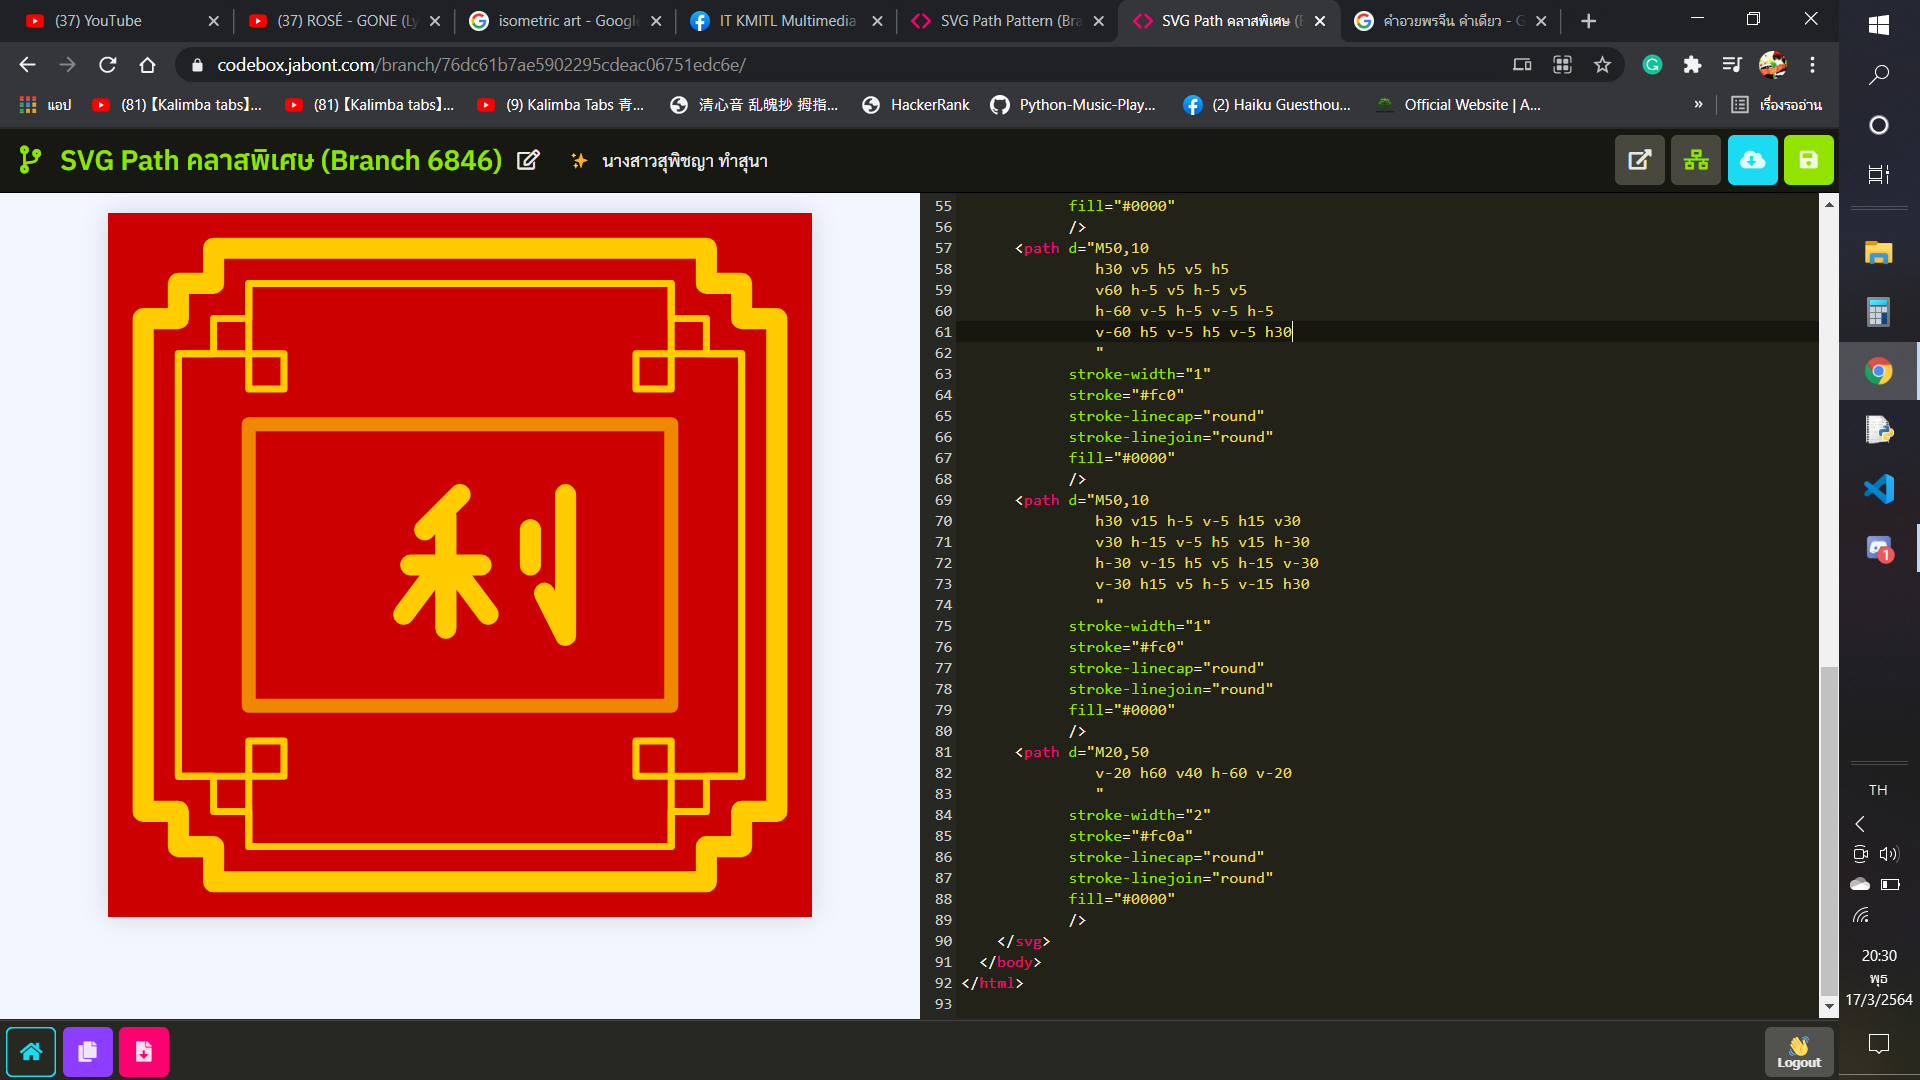 (37) YouTube
(37) ROSÉ - GONE (Ly
isometric art - Google
IT KMITL Multimedia
SVG Path Pattern (Bra
SVG Path คลาสพิเศษ (B
คำอวยพรจีน คำเดียว - G
codebox.jabont.com/branch/76dc61b7ae5902295cdeac06751edc6e/
แอป
(81)【Kalimba tabs】...
(81)【Kalimba tabs】...
(9) Kalimba Tabs 青...
清心音 乱魄抄 拇指...
HackerRank
Python-Music-Play...
(2) Haiku Guesthou...
Official Website | A...
»
เรื่องรออ่าน
SVG Path คลาสพิเศษ (Branch 6846)
นางสาวสุพิชญา ทำสุนา
利
55 fill="#0000"
56 />
57 <path d="M50,10
58 h30 v5 h5 v5 h5
59 v60 h-5 v5 h-5 v5
60 h-60 v-5 h-5 v-5 h-5
61 v-60 h5 v-5 h5 v-5 h30
62 "
63 stroke-width="1"
64 stroke="#fc0"
65 stroke-linecap="round"
66 stroke-linejoin="round"
67 fill="#0000"
68 />
69 <path d="M50,10
70 h30 v15 h-5 v-5 h15 v30
71 v30 h-15 v-5 h5 v15 h-30
72 h-30 v-15 h5 v5 h-15 v-30
73 v-30 h15 v5 h-5 v-15 h30
74 "
75 stroke-width="1"
76 stroke="#fc0"
77 stroke-linecap="round"
78 stroke-linejoin="round"
79 fill="#0000"
80 />
81 <path d="M20,50
82 v-20 h60 v40 h-60 v-20
83 "
84 stroke-width="2"
85 stroke="#fc0a"
86 stroke-linecap="round"
87 stroke-linejoin="round"
88 fill="#0000"
89 />
90 </svg>
91 </body>
92 </html>
93
Logout
1
TH
20:30
พุธ
17/3/2564